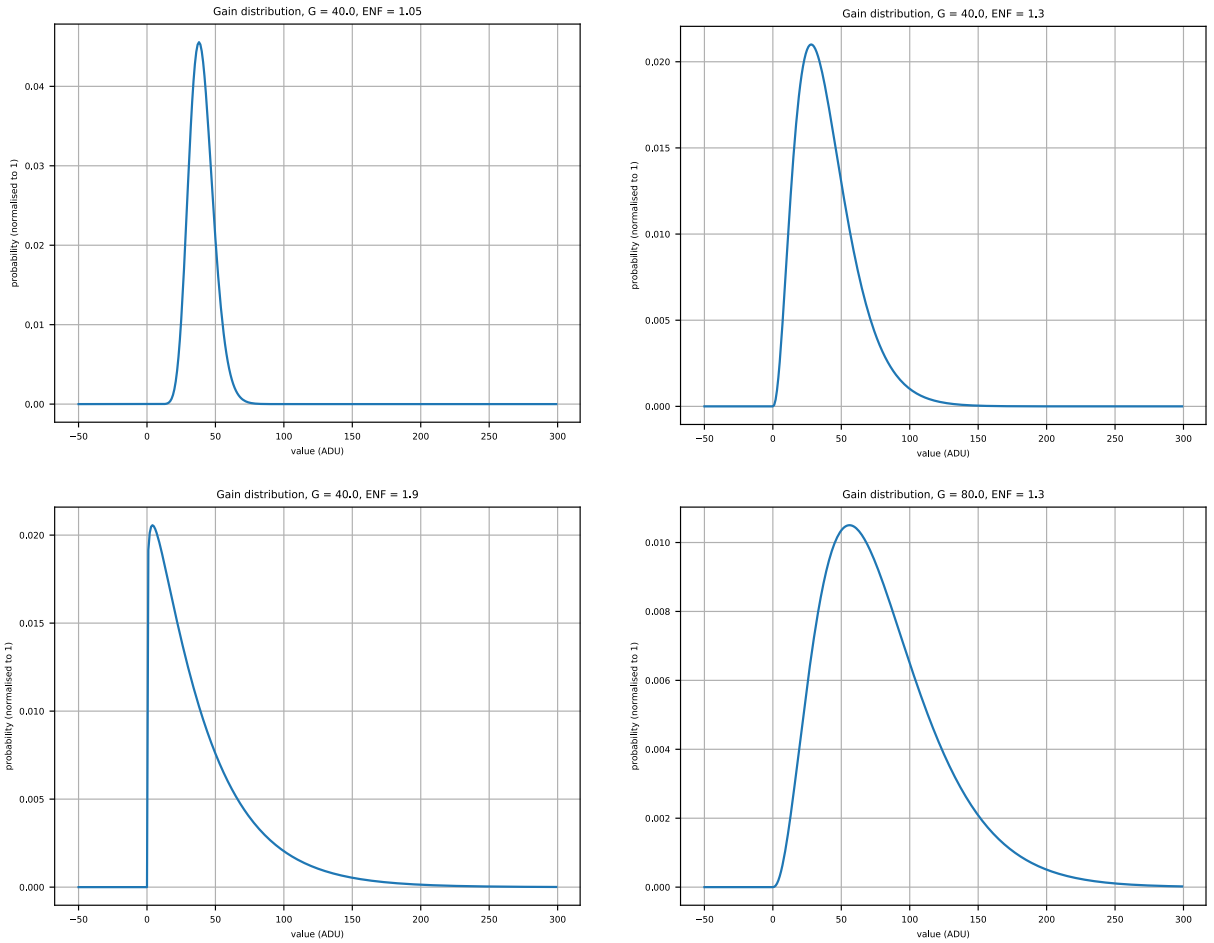 Gain distribution, G = 40.0, ENF = 1.05
probability (normalised to 1)
0.04
0.03
0.02
0.01
0.00
−50 0 50 100 150 200 250 300
value (ADU)
Gain distribution, G = 40.0, ENF = 1.3
probability (normalised to 1)
0.020
0.015
0.010
0.005
0.000
−50 0 50 100 150 200 250 300
value (ADU)
Gain distribution, G = 40.0, ENF = 1.9
probability (normalised to 1)
0.020
0.015
0.010
0.005
0.000
−50 0 50 100 150 200 250 300
value (ADU)
Gain distribution, G = 80.0, ENF = 1.3
probability (normalised to 1)
0.010
0.008
0.006
0.004
0.002
0.000
−50 0 50 100 150 200 250 300
value (ADU)